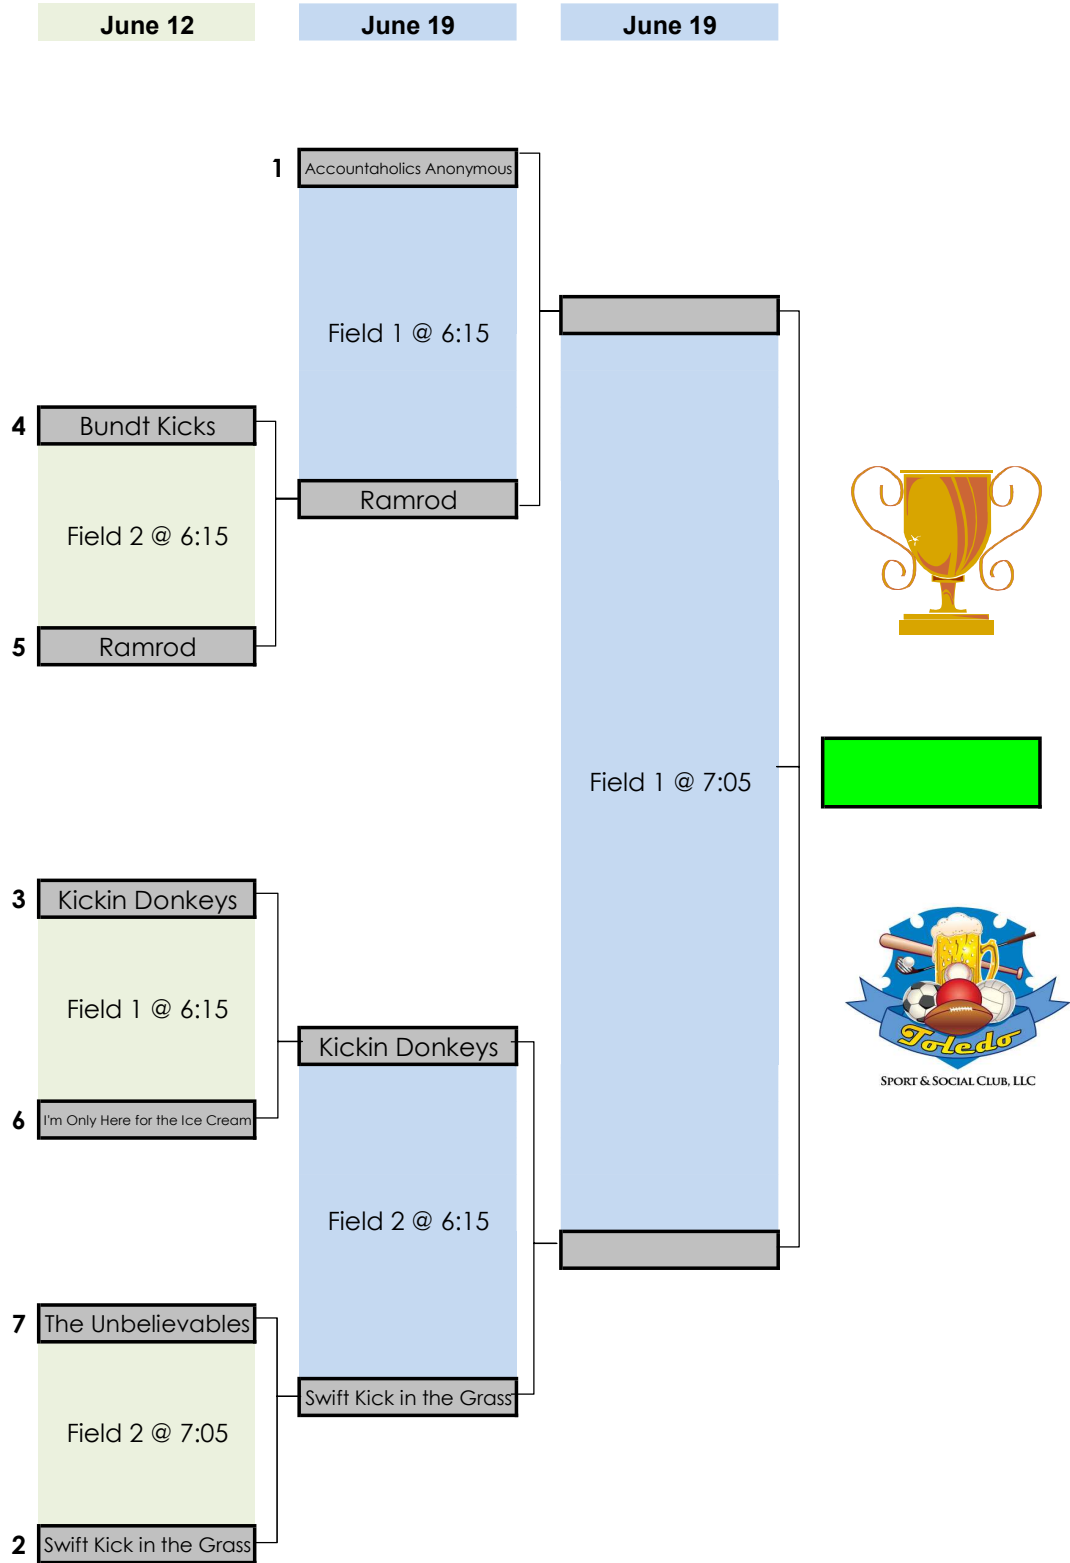 June 12
June 19
June 19
1
Accountaholics Anonymous
Field 1 @ 6:15
4
Bundt Kicks
Ramrod
Field 2 @ 6:15
5
Ramrod
Field 1 @ 7:05
3
Kickin Donkeys
Field 1 @ 6:15
Kickin Donkeys
Toledo
SPORT & SOCIAL CLUB, LLC
6
I'm Only Here for the Ice Cream
Field 2 @ 6:15
7
The Unbelievables
Swift Kick in the Grass
Field 2 @ 7:05
2
Swift Kick in the Grass